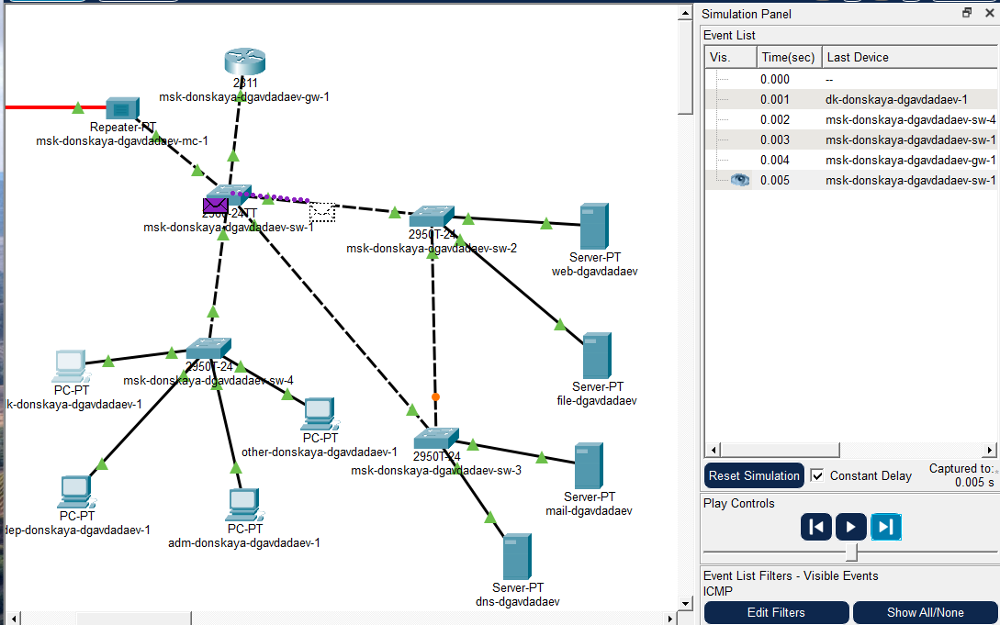 2811
msk-donskaya-dgavdadaev-gw-1
Repeater-PT
msk-donskaya-dgavdadaev-mc-1
2960-24TT
msk-donskaya-dgavdadaev-sw-1
2950T-24
msk-donskaya-dgavdadaev-sw-2
Server-PT
web-dgavdadaev
Server-PT
file-dgavdadaev
2950T-24
msk-donskaya-dgavdadaev-sw-4
PC-PT
k-donskaya-dgavdadaev-1
PC-PT
other-donskaya-dgavdadaev-1
2950T-24
msk-donskaya-dgavdadaev-sw-3
Server-PT
mail-dgavdadaev
PC-PT
dep-donskaya-dgavdadaev-1
PC-PT
adm-donskaya-dgavdadaev-1
Server-PT
dns-dgavdadaev
Simulation Panel
Event List
Vis. Time(sec) Last Device
0.000 --
0.001 dk-donskaya-dgavdadaev-1
0.002 msk-donskaya-dgavdadaev-sw-4
0.003 msk-donskaya-dgavdadaev-sw-1
0.004 msk-donskaya-dgavdadaev-gw-1
0.005 msk-donskaya-dgavdadaev-sw-1
Reset Simulation Constant Delay Captured to:
0.005 s
Play Controls
Event List Filters - Visible Events
ICMP
Edit Filters Show All/None